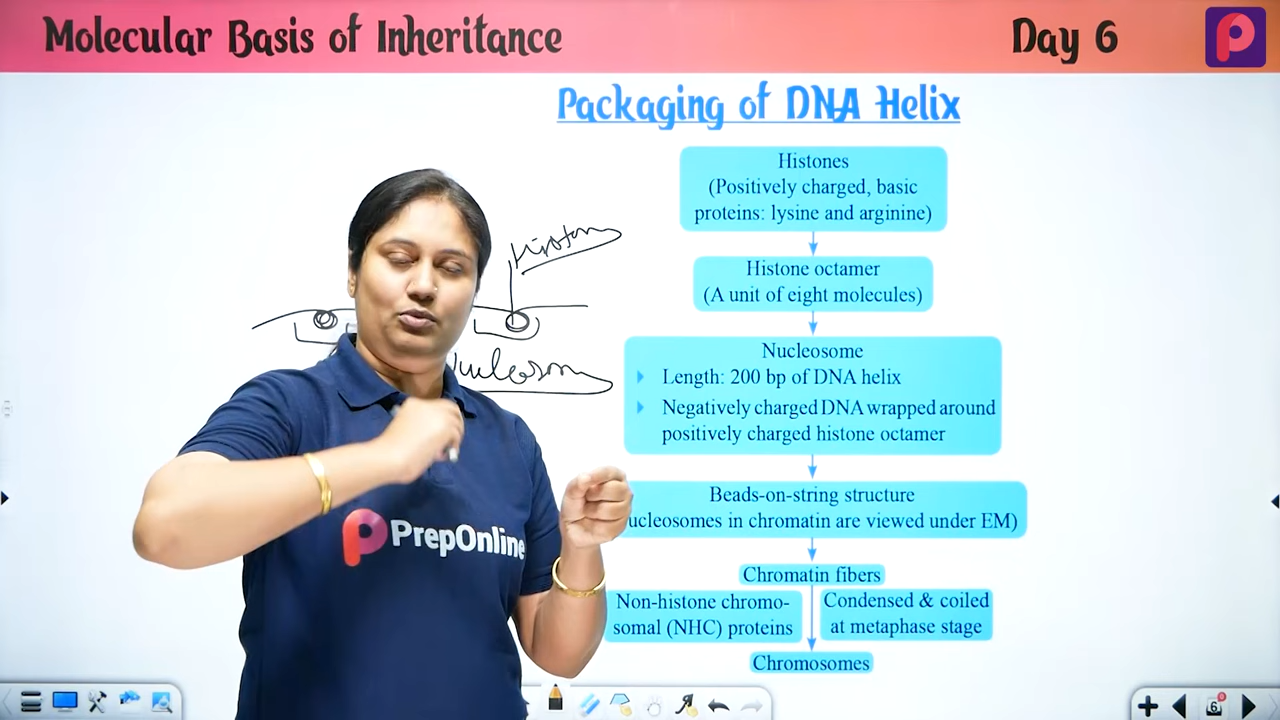 Molecular Basis of Inheritance
Day 6
Packaging of DNA Helix
Histones
(Positively charged, basic
proteins: lysine and arginine)
Histone octamer
(A unit of eight molecules)
Nucleosome
Length: 200 bp of DNA helix
Negatively charged DNA wrapped around
positively charged histone octamer
Beads-on-string structure
ucleosomes in chromatin are viewed under EM)
Chromatin fibers
Non-histone chromo-
somal (NHC) proteins
Condensed & coiled
at metaphase stage
Chromosomes
PrepOnline
6